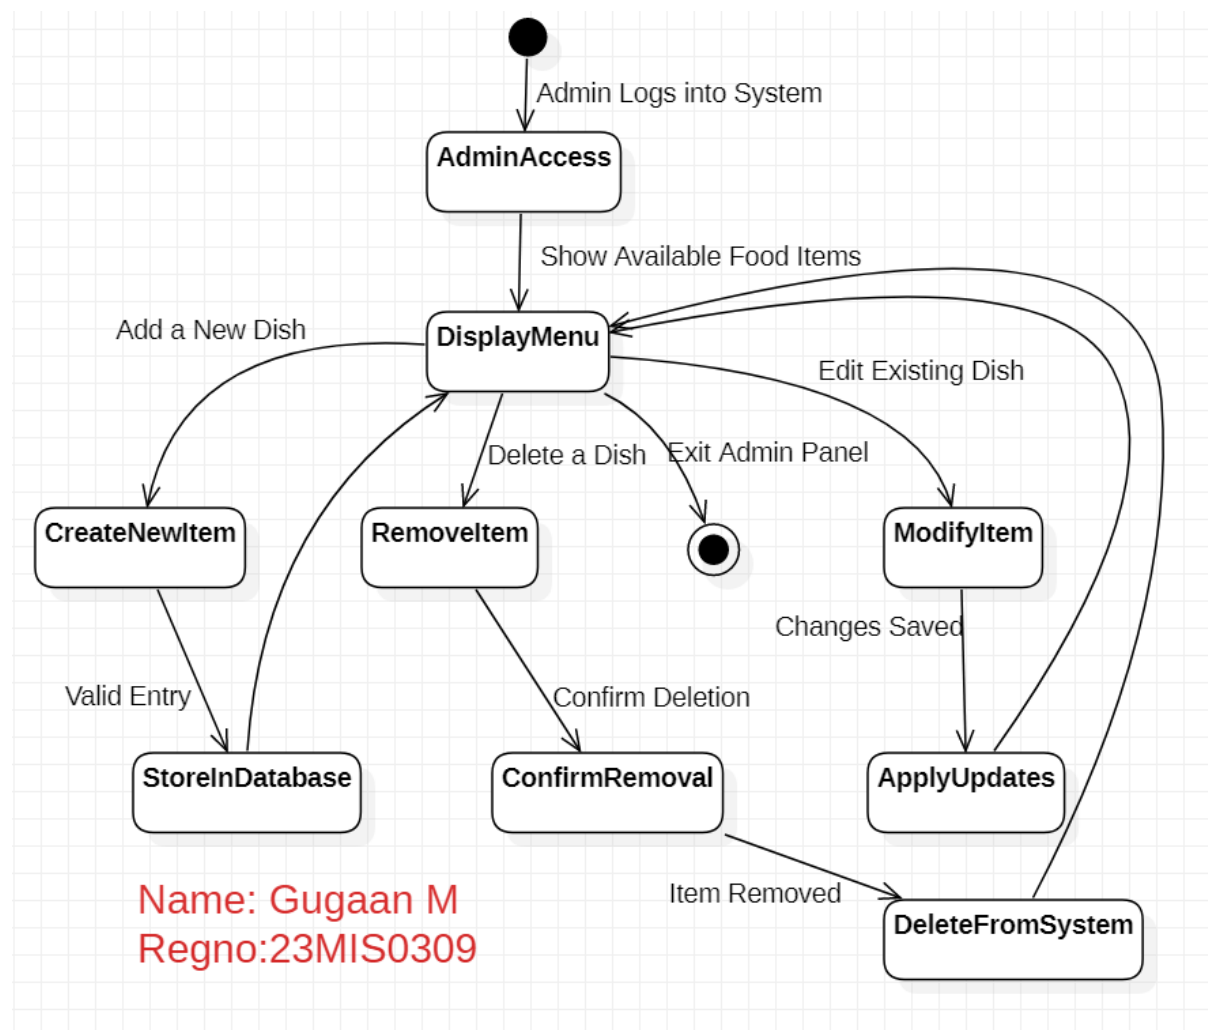 Admin Logs into System
AdminAccess
Show Available Food Items
Add a New Dish
DisplayMenu
Edit Existing Dish
Delete a Dish
Exit Admin Panel
CreateNewItem
RemoveItem
ModifyItem
Changes Saved
Valid Entry
Confirm Deletion
StoreInDatabase
ConfirmRemoval
ApplyUpdates
Item Removed
DeleteFromSystem
Name: Gugaan M
Regno:23MIS0309